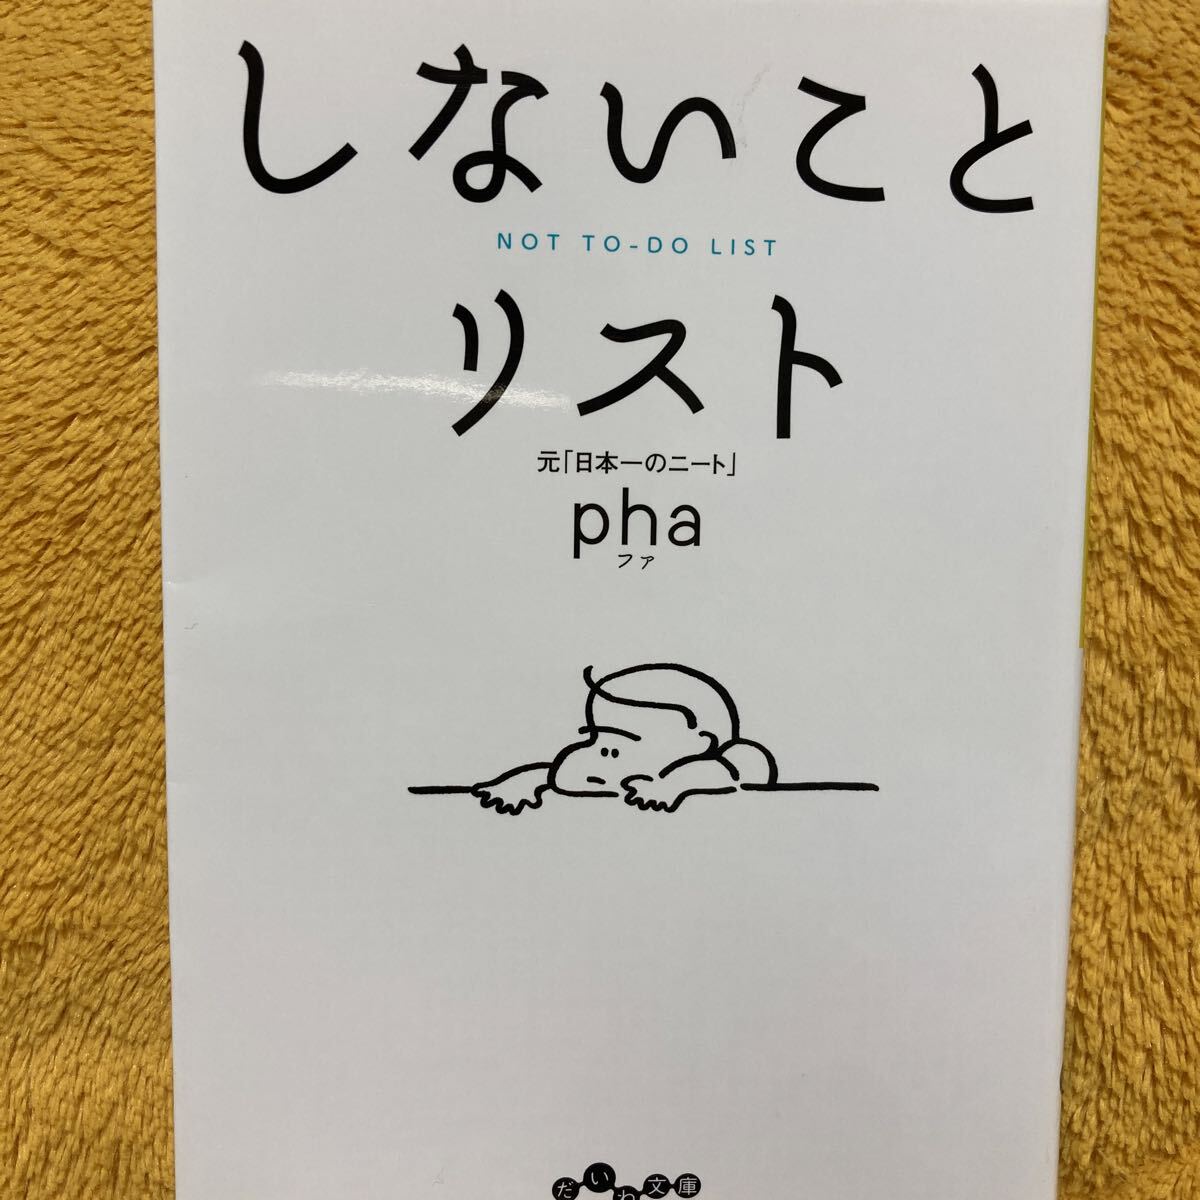 しないこと
NOT TO-DO LIST
リスト
元「日本一のニート」
pha
ファ
だいわ文庫